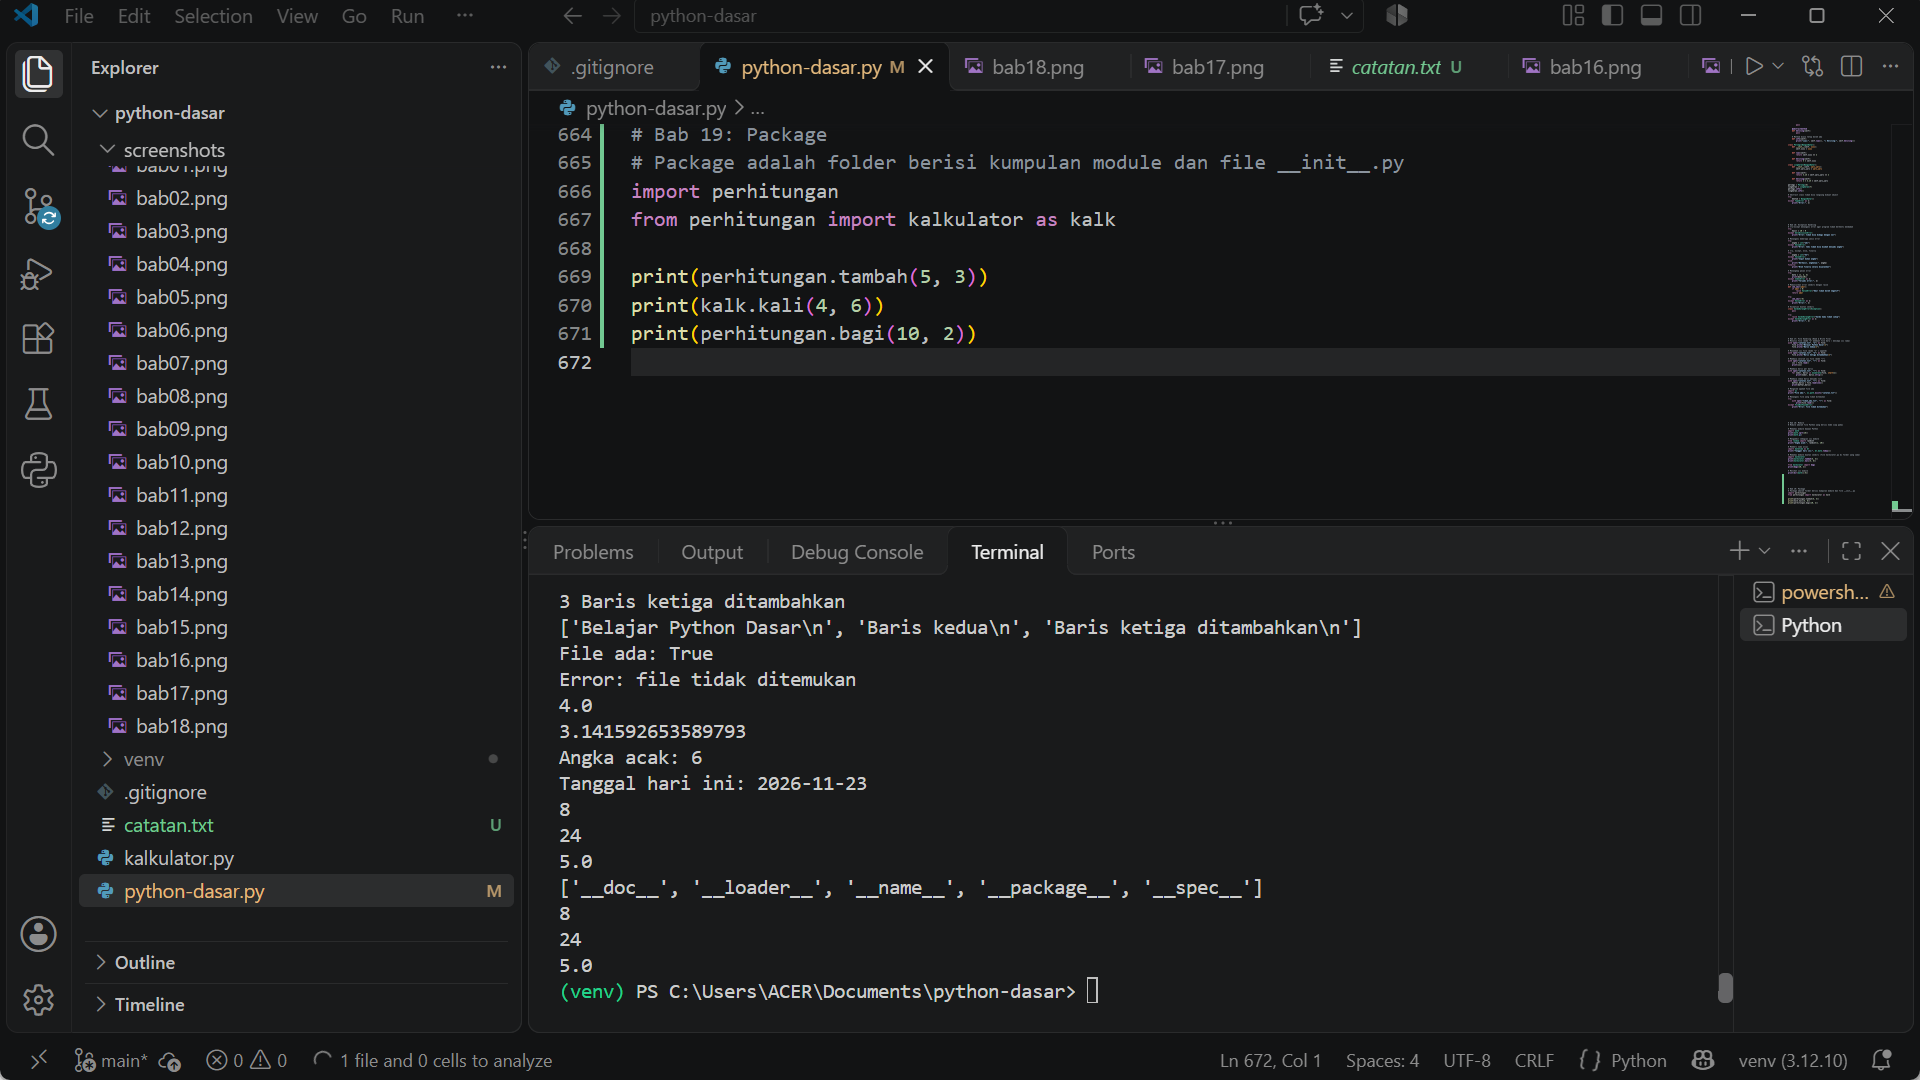 File Edit Selection View Go Run
python-dasar
Explorer
python-dasar
screenshots
bab01.png
bab02.png
bab03.png
bab04.png
bab05.png
bab06.png
bab07.png
bab08.png
bab09.png
bab10.png
bab11.png
bab12.png
bab13.png
bab14.png
bab15.png
bab16.png
bab17.png
bab18.png
venv
.gitignore
catatan.txt U
kalkulator.py
python-dasar.py M
Outline
Timeline
.gitignore python-dasar.py M bab18.png bab17.png catatan.txt U bab16.png
python-dasar.py > ...
664 # Bab 19: Package
665 # Package adalah folder berisi kumpulan module dan file __init__.py
666 import perhitungan
667 from perhitungan import kalkulator as kalk
668
669 print(perhitungan.tambah(5, 3))
670 print(kalk.kali(4, 6))
671 print(perhitungan.bagi(10, 2))
672
Problems Output Debug Console Terminal Ports
3 Baris ketiga ditambahkan
['Belajar Python Dasar\n', 'Baris kedua\n', 'Baris ketiga ditambahkan\n']
File ada: True
Error: file tidak ditemukan
4.0
3.141592653589793
Angka acak: 6
Tanggal hari ini: 2026-11-23
8
24
5.0
['__doc__', '__loader__', '__name__', '__package__', '__spec__']
8
24
5.0
(venv) PS C:\Users\ACER\Documents\python-dasar>
powersh...
Python
main* 0 0 1 file and 0 cells to analyze Ln 672, Col 1 Spaces: 4 UTF-8 CRLF { } Python venv (3.12.10)